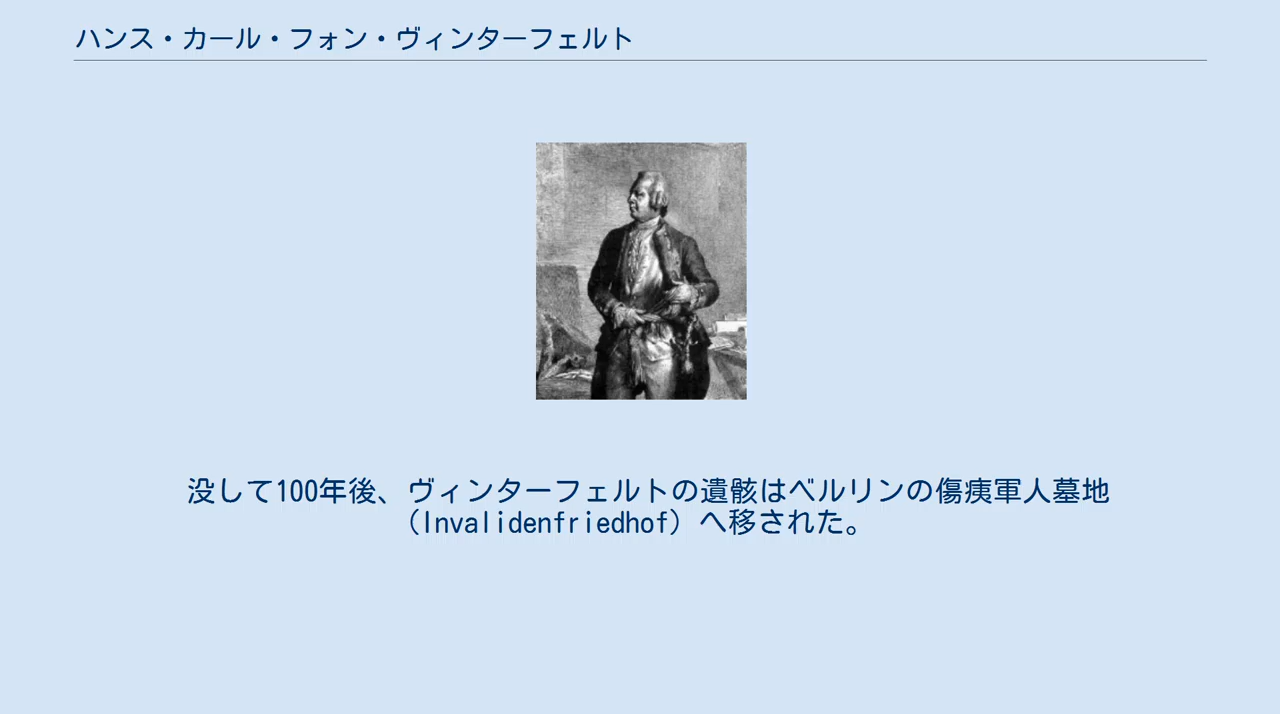 ハンス・カール・フォン・ヴィンターフェルト
没して100年後、ヴィンターフェルトの遺骸はベルリンの傷痍軍人墓地
（Invalidenfriedhof）へ移された。